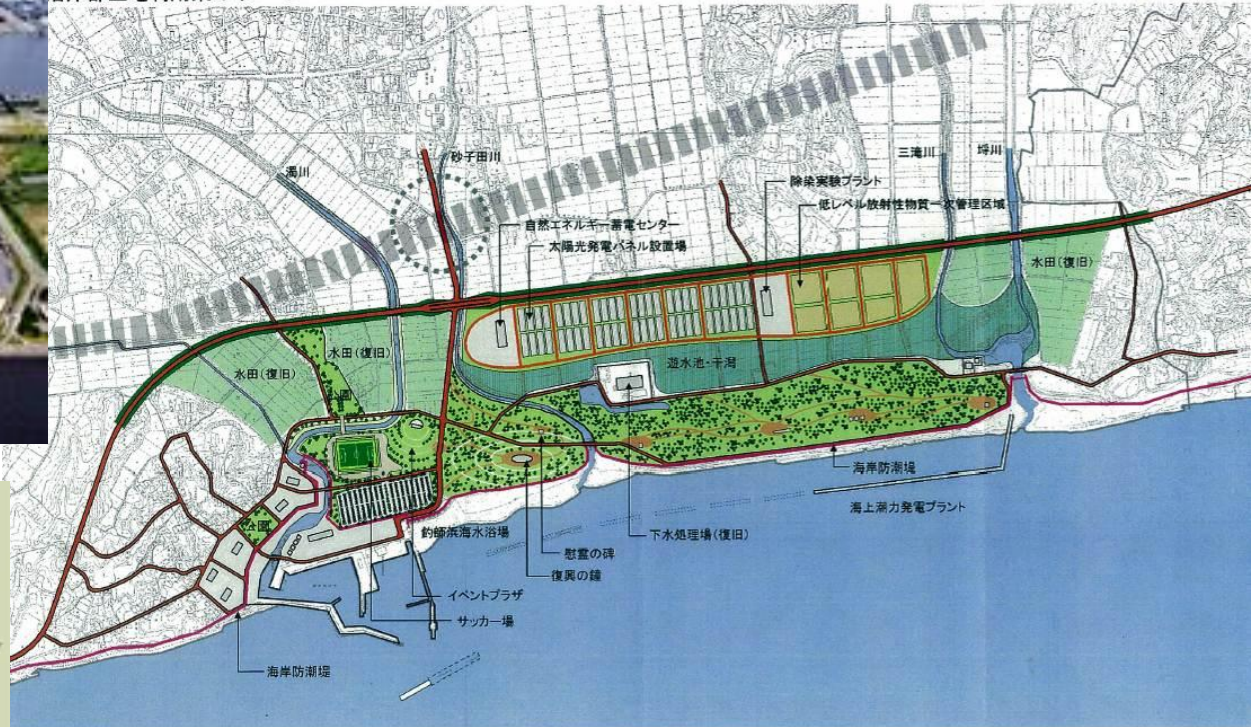 濁川
砂子田川
三滝川
埒川
除染実験プラント
低レベル放射性物質一次管理区域
自然エネルギー蓄電センター
太陽光発電パネル設置場
水田（復旧）
水田（復旧）
水田（復旧）
公園
遊水池・干潟
公園
釣師浜海水浴場
海岸防潮堤
海上潮力発電プラント
下水処理場（復旧）
慰霊の碑
復興の鐘
イベントプラザ
サッカー場
海岸防潮堤